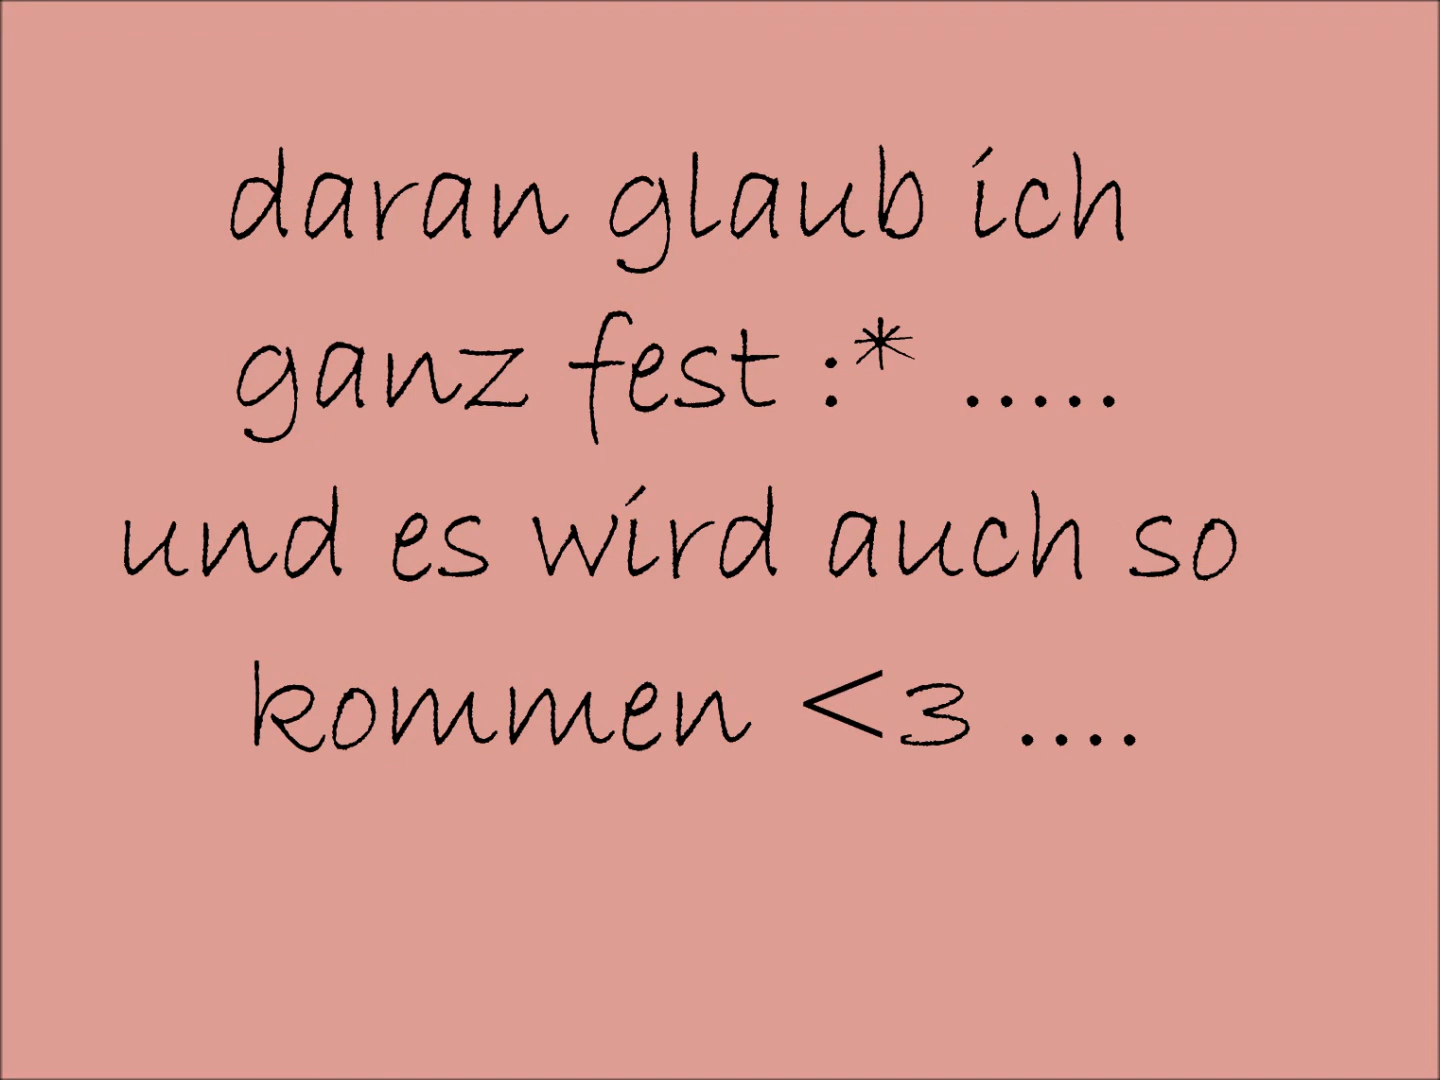 daran glaub ich
ganz fest :* .....
und es wird auch so
kommen <3 ....